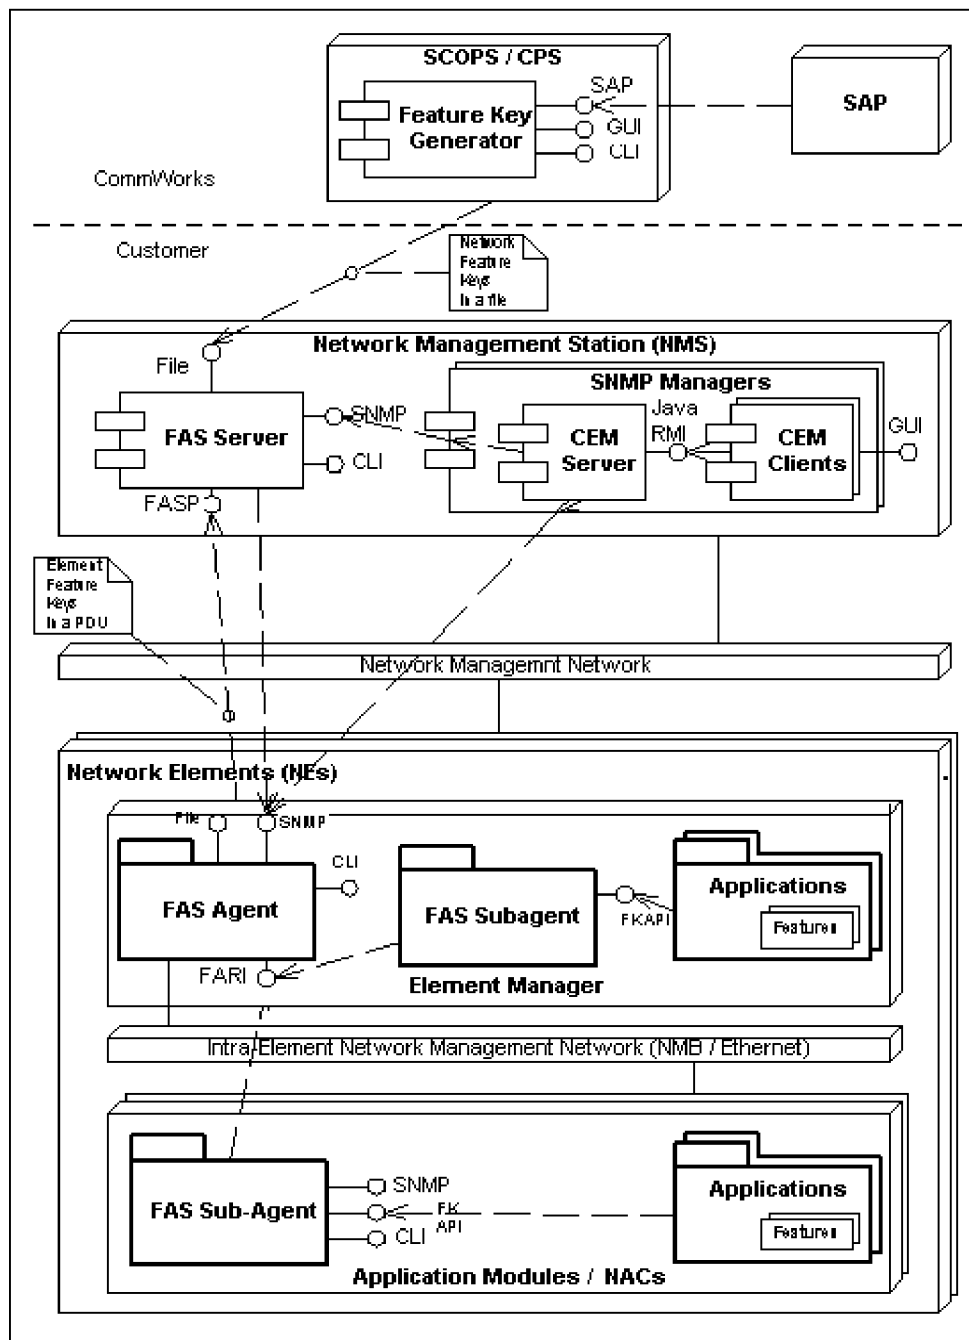 SCOPS / CPS
SAP
Feature Key
Generator
GUI
CLI
SAP
CommWorks
Customer
Network
Feature
Keys
In a file
Network Management Station (NMS)
File
FAS Server
SNMP
CLI
FASP
SNMP Managers
CEM
Server
Java
RMI
CEM
Clients
GUI
Element
Feature
Keys
In a PDU
Network Managemnt Network
Network Elements (NEs)
File
SNMP
CLI
FAS Agent
FARI
FAS Subagent
FKAPI
Applications
Features
Element Manager
Intra-Element Network Management Network (NMB / Ethernet)
FAS Sub-Agent
SNMP
FK
API
CLI
Applications
Features
Application Modules / NACs